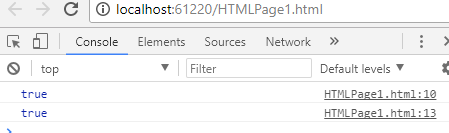 localhost:61220/HTMLPage1.html
Console Elements Sources Network »
top Filter Default levels
true HTMLPage1.html:10
true HTMLPage1.html:13